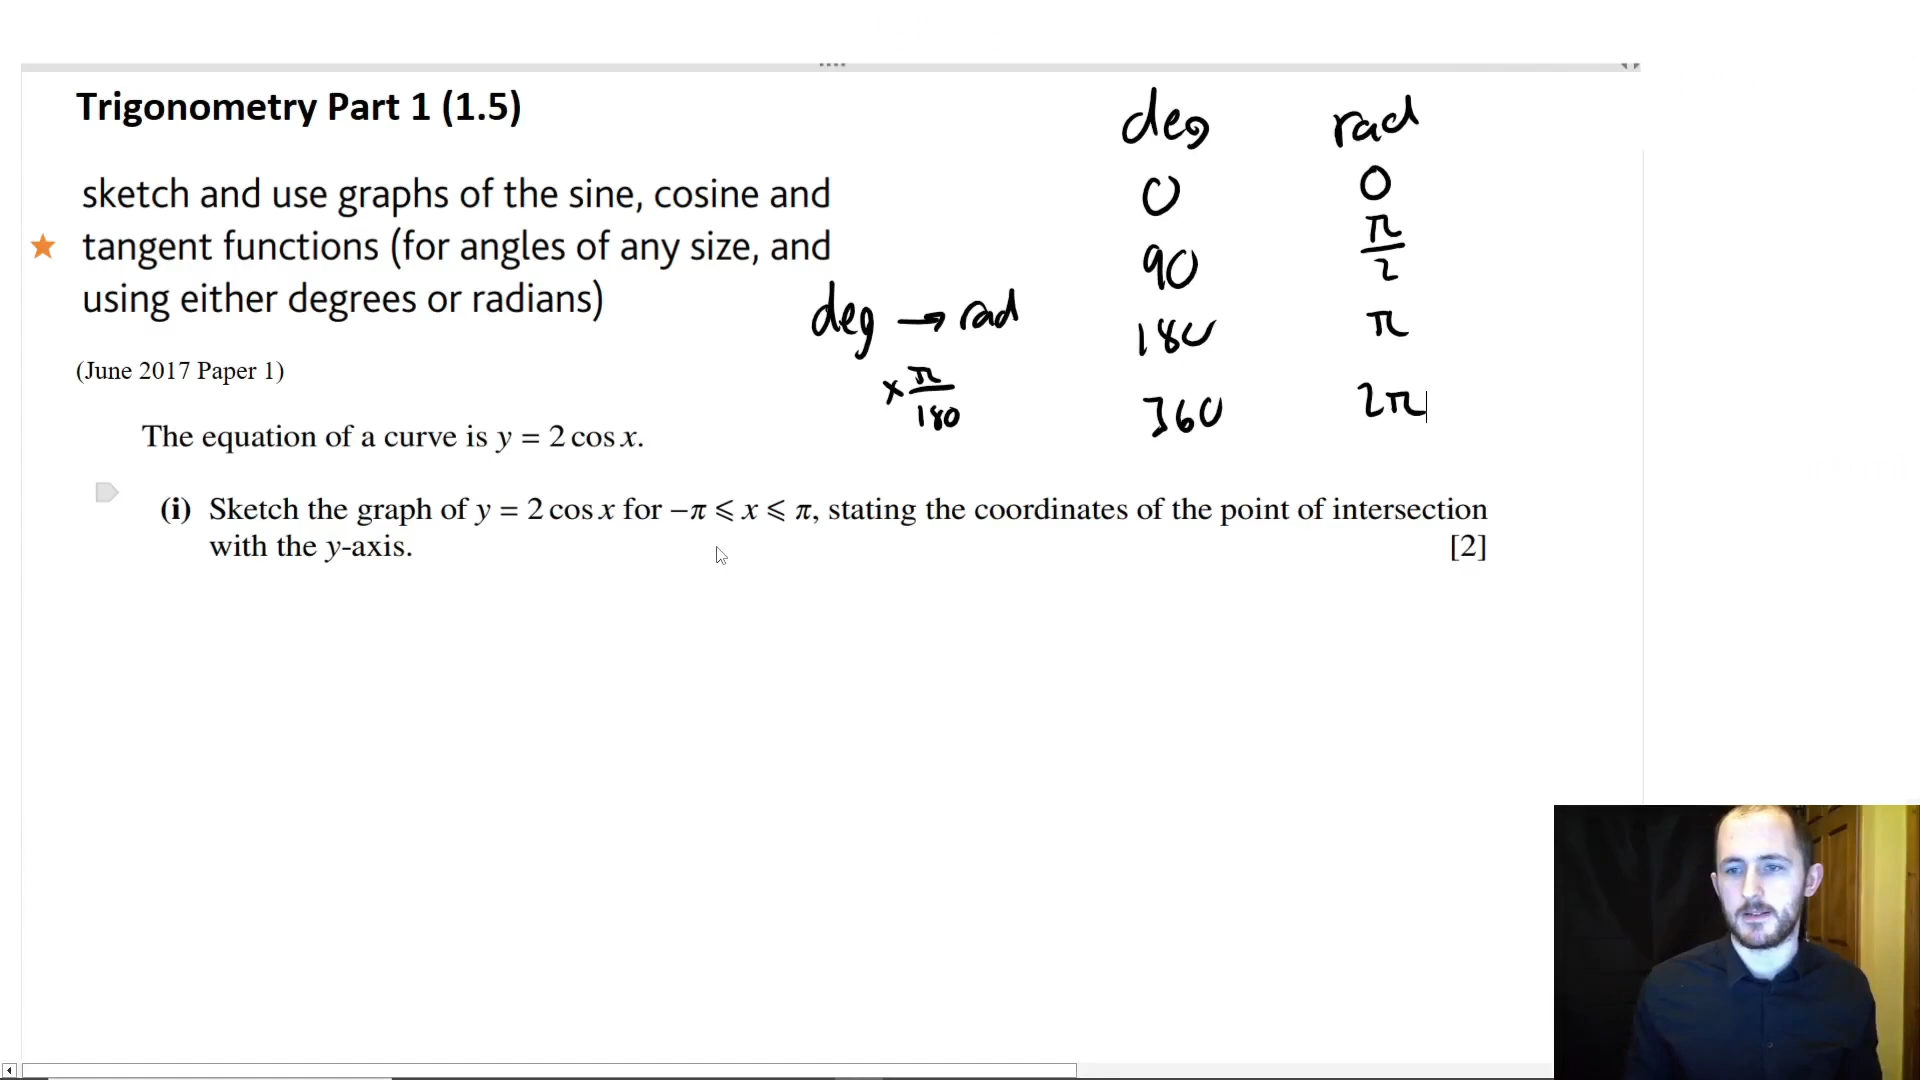 Trigonometry Part 1 (1.5)
sketch and use graphs of the sine, cosine and
tangent functions (for angles of any size, and
using either degrees or radians)
(June 2017 Paper 1)
deg → rad
× π/180
deg rad
0 0
90 π/2
180 π
360 2π
The equation of a curve is y = 2 cos x.
(i) Sketch the graph of y = 2 cos x for −π ⩽ x ⩽ π, stating the coordinates of the point of intersection
with the y-axis. [2]